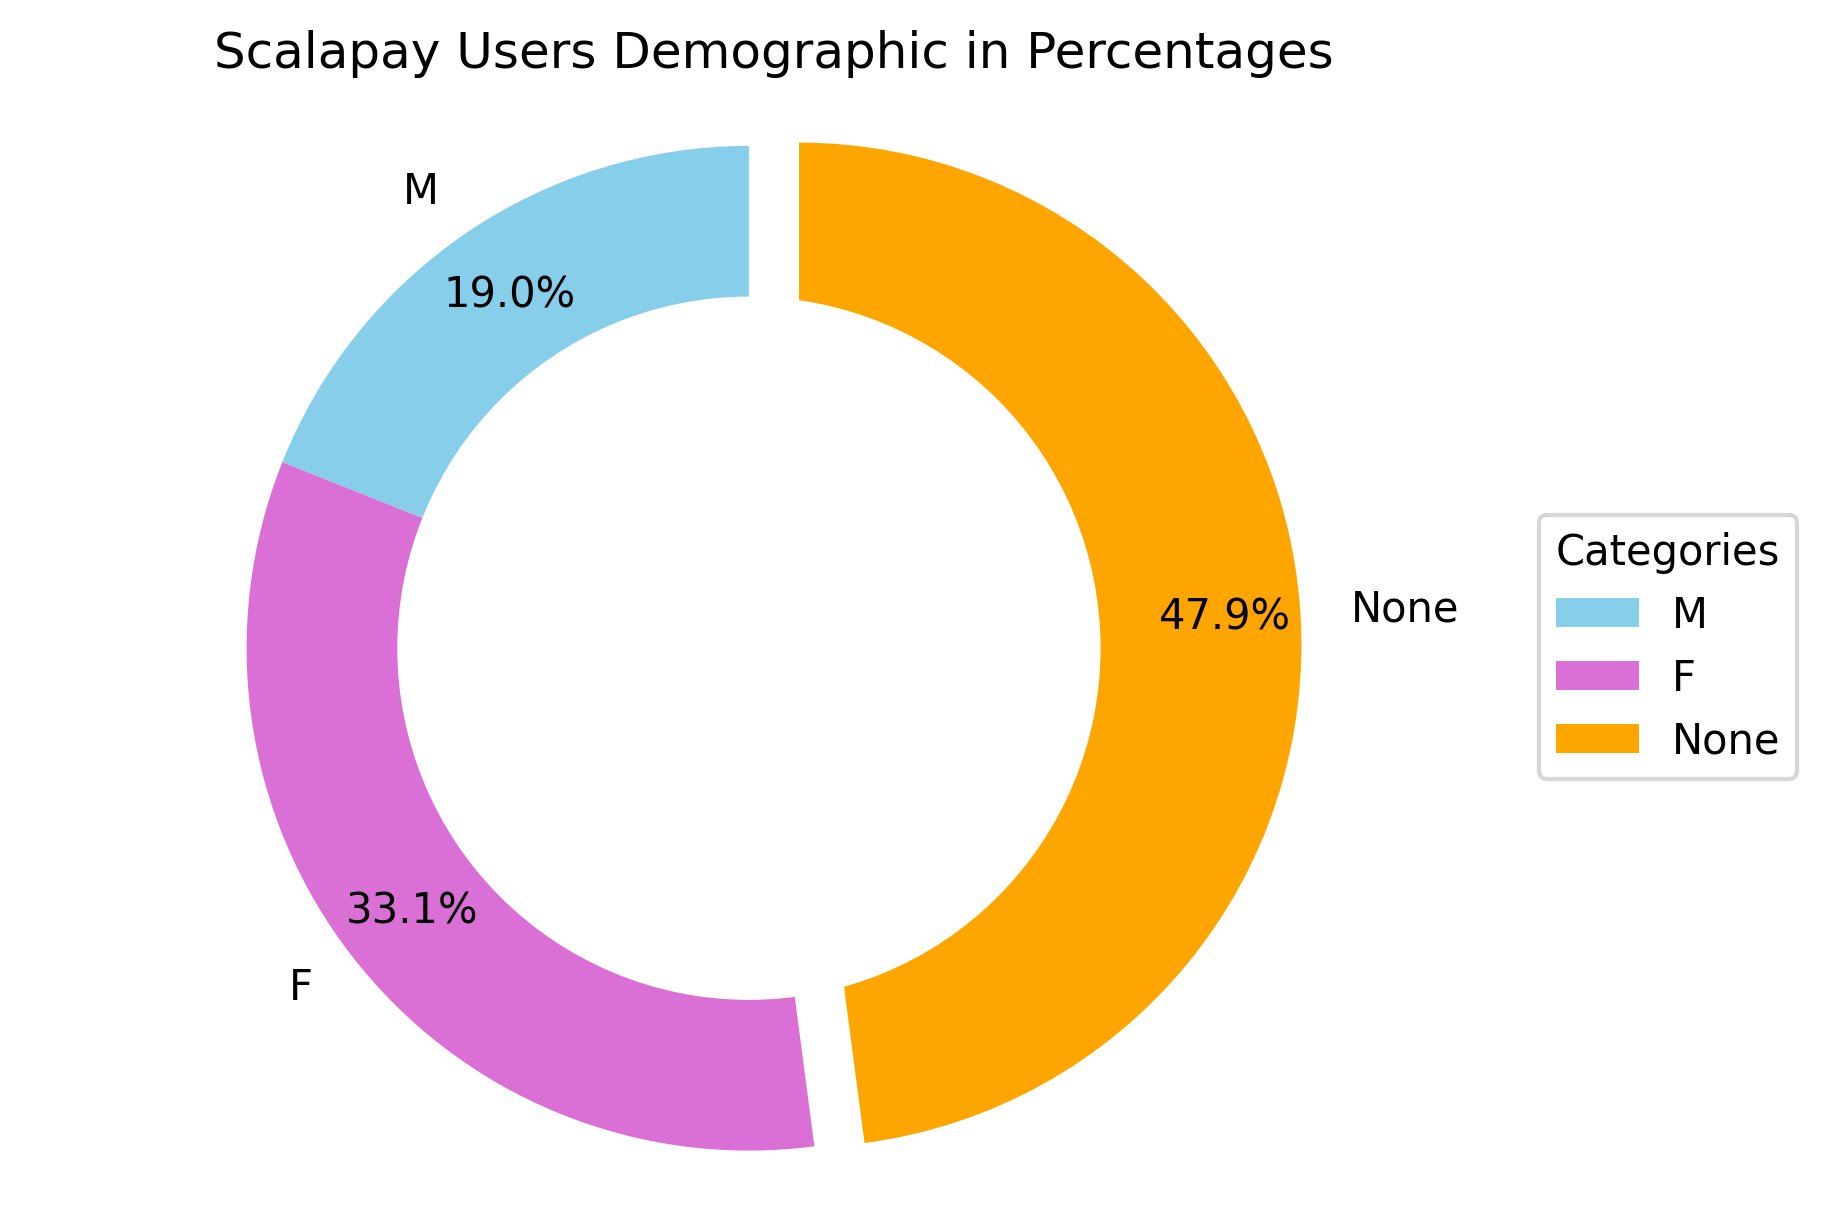 Scalapay Users Demographic in Percentages
M
19.0%
47.9%
None
33.1%
F
Categories
M
F
None